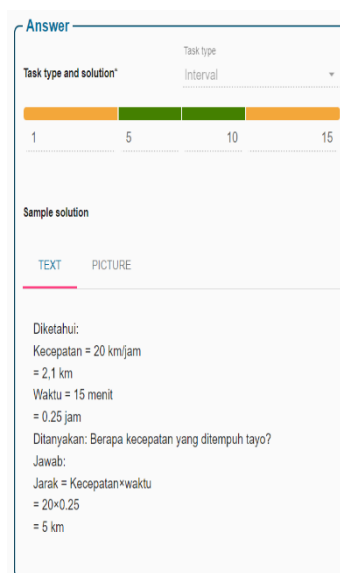 Answer
Task type
Task type and solution*
Interval
1 5 10 15
Sample solution
TEXT PICTURE
Diketahui:
Kecepatan = 20 km/jam
= 2,1 km
Waktu = 15 menit
= 0.25 jam
Ditanyakan: Berapa kecepatan yang ditempuh tayo?
Jawab:
Jarak = Kecepatan×waktu
= 20×0.25
= 5 km